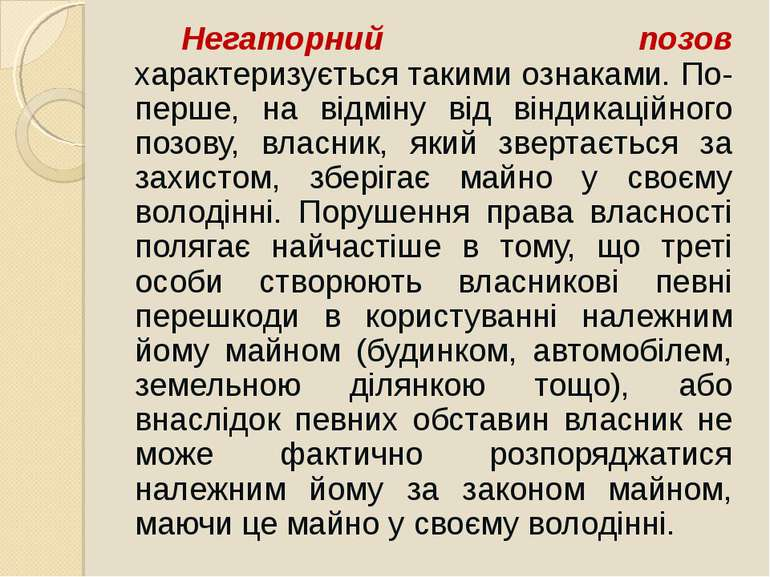 Негаторний позов
характеризується такими ознаками. По-
перше, на відміну від віндикаційного
позову, власник, який звертається за
захистом, зберігає майно у своєму
володінні. Порушення права власності
полягає найчастіше в тому, що треті
особи створюють власникові певні
перешкоди в користуванні належним
йому майном (будинком, автомобілем,
земельною ділянкою тощо), або
внаслідок певних обставин власник не
може фактично розпоряджатися
належним йому за законом майном,
маючи це майно у своєму володінні.